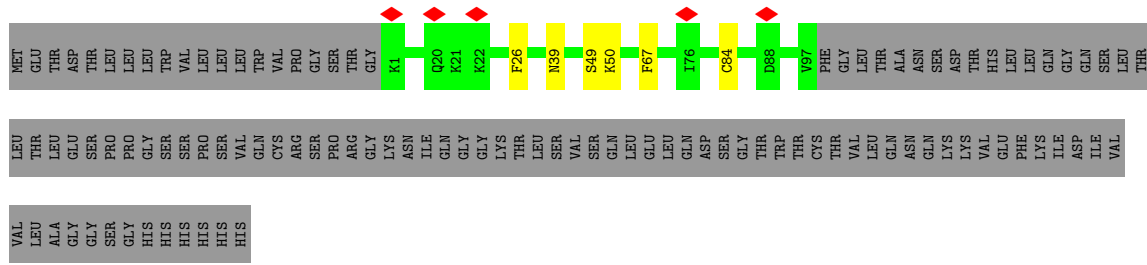 MET GLU THR ASP THR LEU LEU LEU TRP VAL LEU LEU LEU TRP VAL PRO GLY SER THR GLY K1 Q20 K21 K22 F26 N39 S49 K50 F67 I76 C84 D88 V97 PHE GLY LEU THR ALA ASN SER ASP THR HIS LEU LEU GLN GLY GLN SER LEU THR
LEU THR LEU GLU SER PRO PRO GLY SER SER PRO SER VAL GLN CYS ARG SER PRO ARG GLY LYS ASN ILE GLN GLY GLY LYS THR LEU SER VAL SER GLN LEU GLU LEU GLN ASP SER GLY THR TRP THR CYS THR VAL LEU GLN ASN GLN LYS LYS VAL GLU PHE LYS ILE ASP ILE VAL
VAL LEU ALA GLY GLY SER GLY HIS HIS HIS HIS HIS HIS